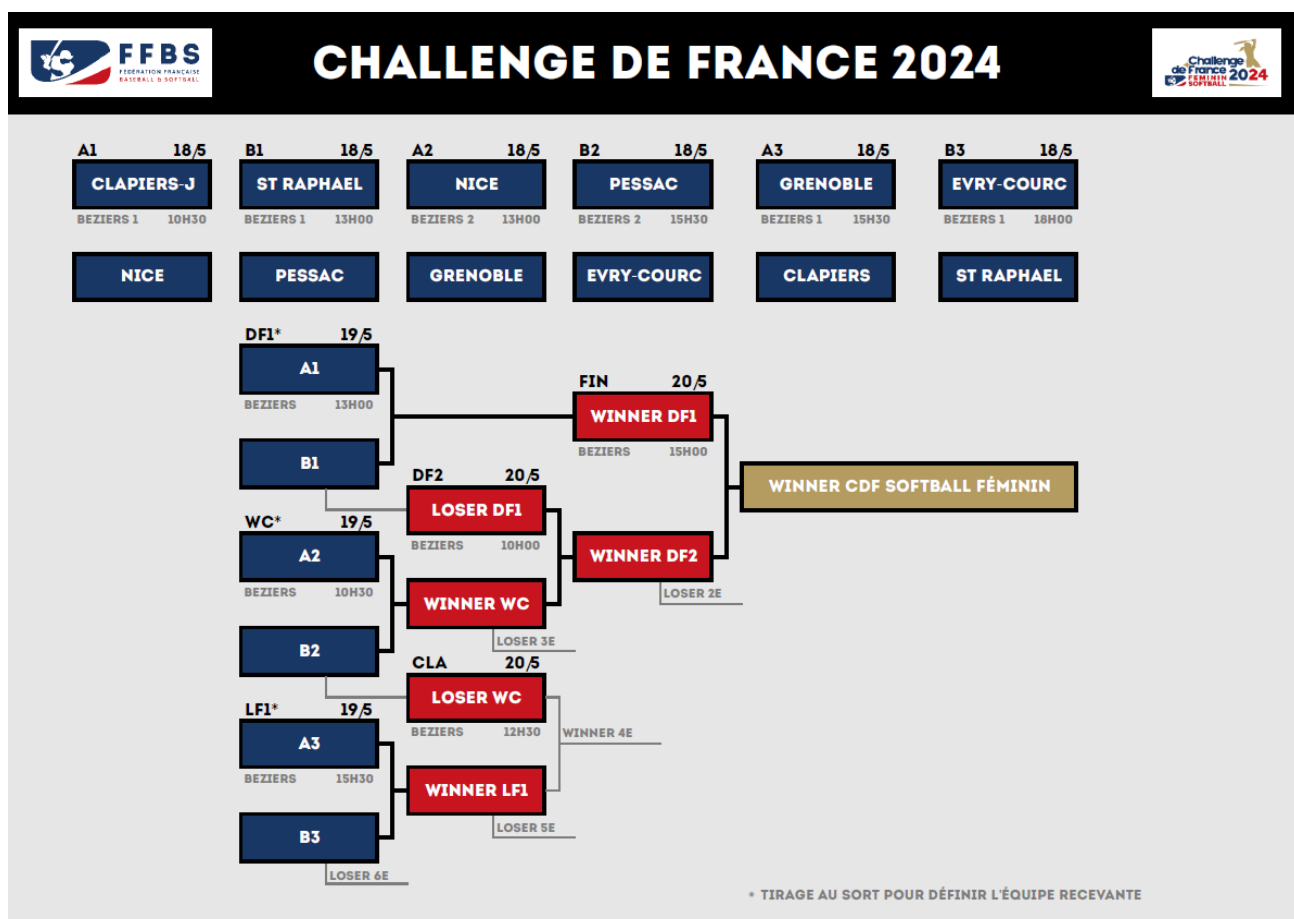 FFBS
FÉDÉRATION FRANÇAISE
BASEBALL & SOFTBALL
CHALLENGE DE FRANCE 2024
Challenge
de France 2024
FEMININ
SOFTBALL
A1 18/5 B1 18/5 A2 18/5 B2 18/5 A3 18/5 B3 18/5
CLAPIERS-J ST RAPHAEL NICE PESSAC GRENOBLE EVRY-COURC
BEZIERS 1 10H30 BEZIERS 1 13H00 BEZIERS 2 13H00 BEZIERS 2 15H30 BEZIERS 1 15H30 BEZIERS 1 18H00
NICE PESSAC GRENOBLE EVRY-COURC CLAPIERS ST RAPHAEL
DF1* 19/5
A1
BEZIERS 13H00
FIN 20/5
WINNER DF1
BEZIERS 15H00
B1
DF2 20/5
WINNER CDF SOFTBALL FÉMININ
LOSER DF1
WC* 19/5
BEZIERS 10H00
A2
WINNER DF2
BEZIERS 10H30
LOSER 2E
WINNER WC
LOSER 3E
B2
CLA 20/5
LOSER WC
LF1* 19/5
BEZIERS 12H30
WINNER 4E
A3
BEZIERS 15H30
WINNER LF1
LOSER 5E
B3
LOSER 6E
* TIRAGE AU SORT POUR DÉFINIR L'ÉQUIPE RECEVANTE